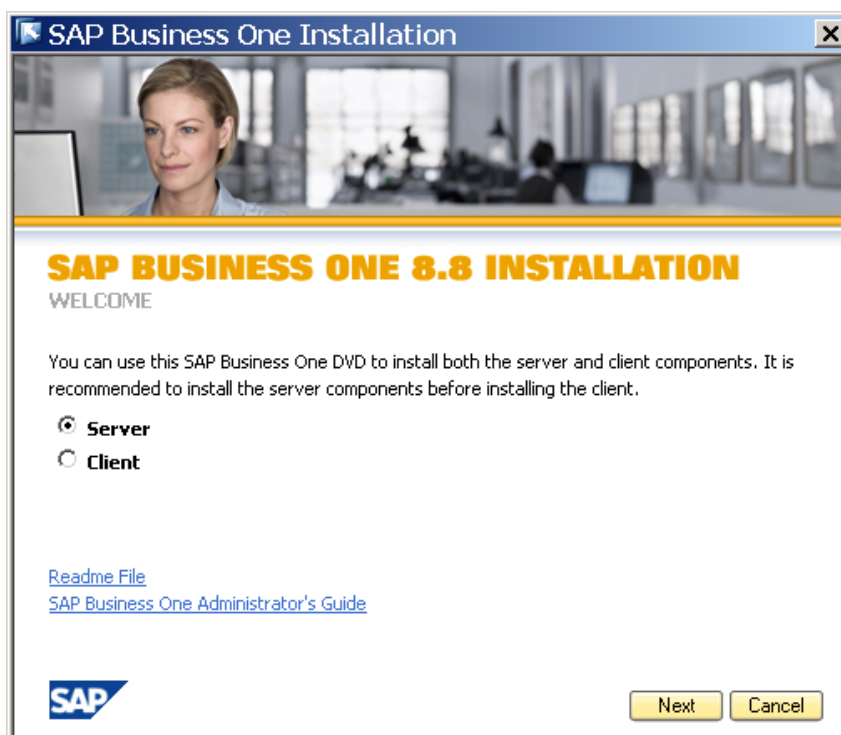 SAP Business One Installation
SAP BUSINESS ONE 8.8 INSTALLATION
WELCOME
You can use this SAP Business One DVD to install both the server and client components. It is
recommended to install the server components before installing the client.
Server
Client
Readme File
SAP Business One Administrator's Guide
SAP
Next Cancel